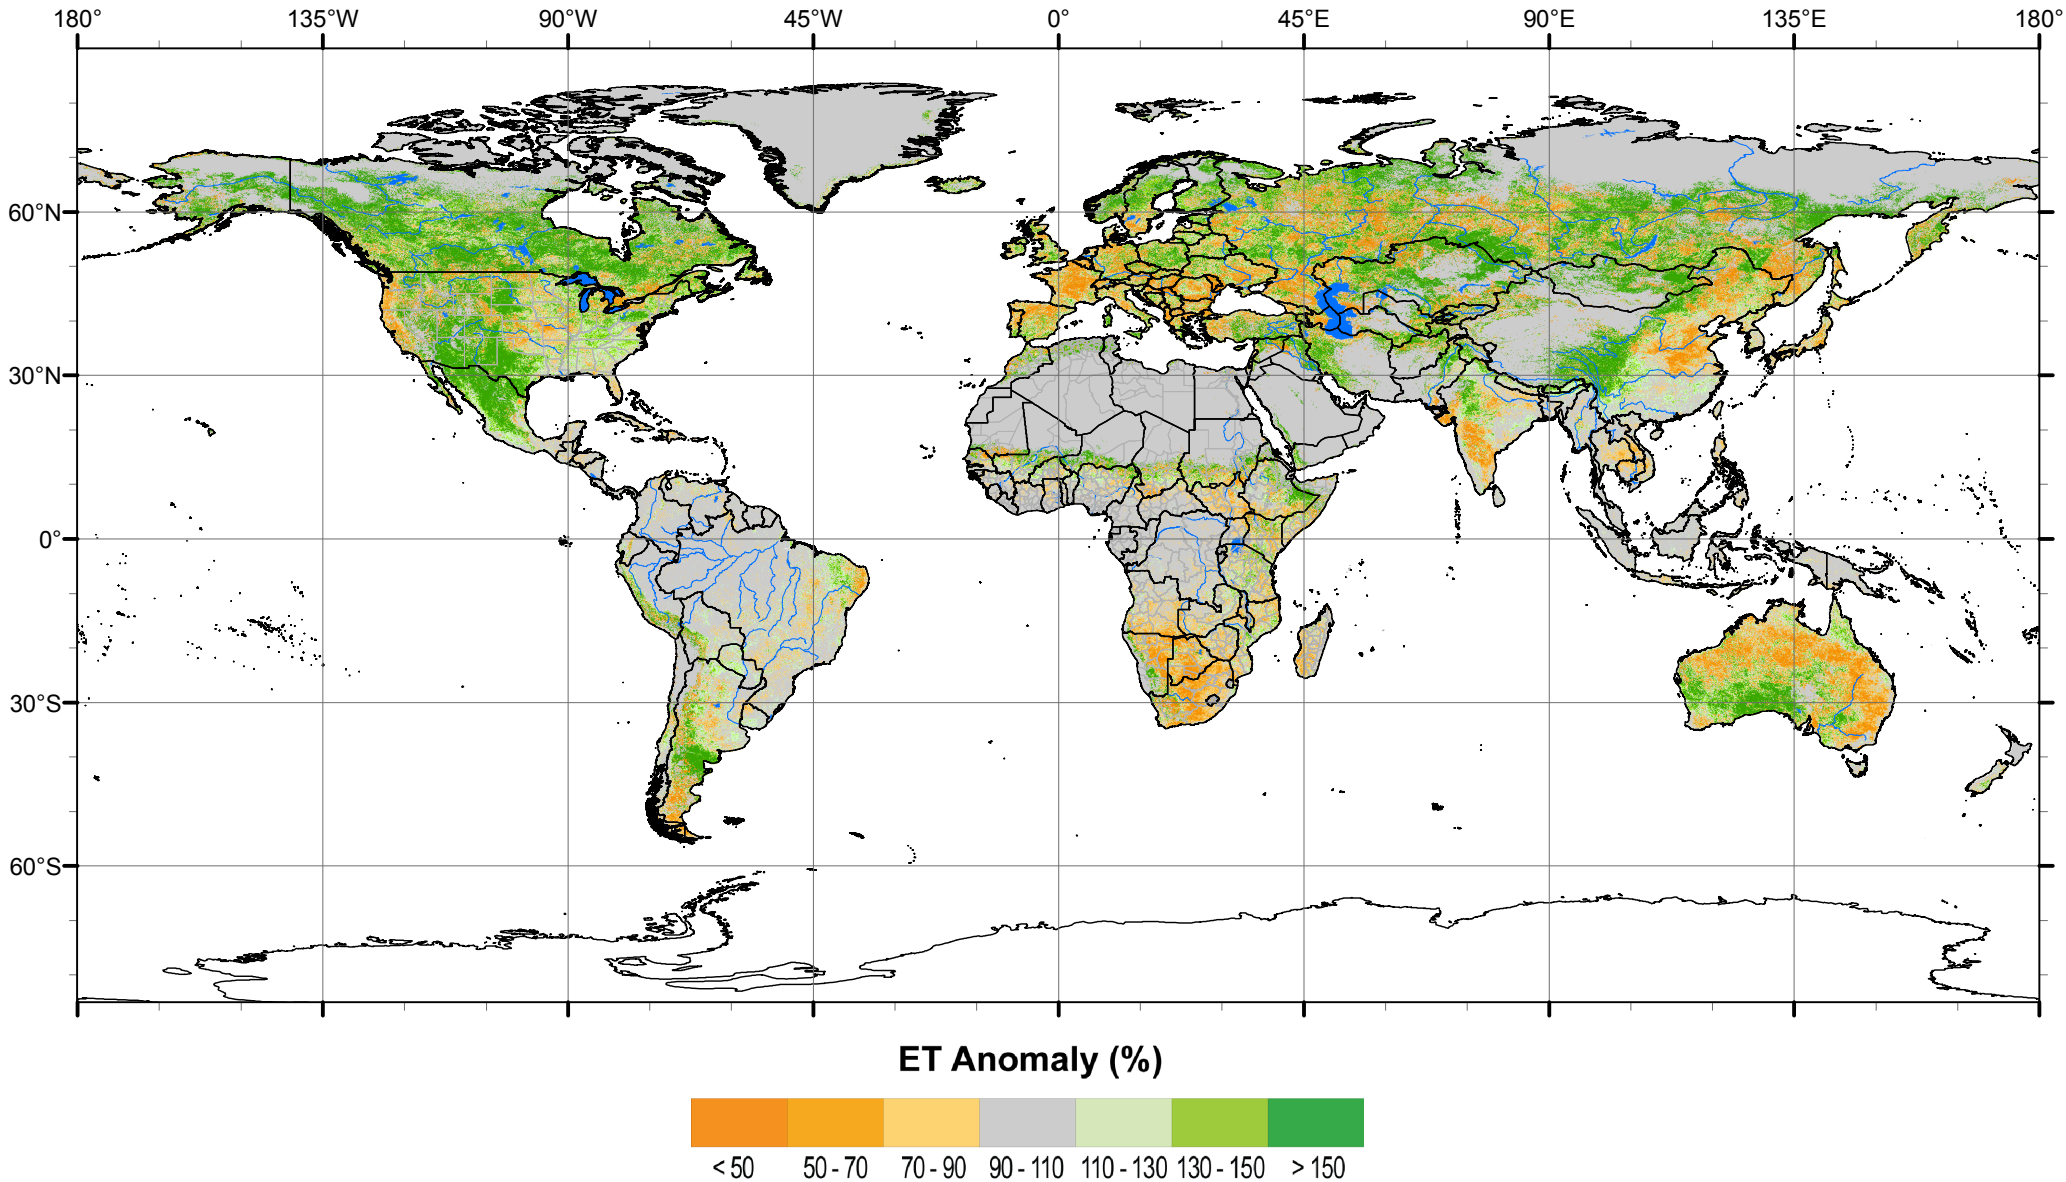 180° 135°W 90°W 45°W 0° 45°E 90°E 135°E 180°
60°N
30°N
0°
30°S
60°S
ET Anomaly (%)
< 50 50 - 70 70 - 90 90 - 110 110 - 130 130 - 150 > 150